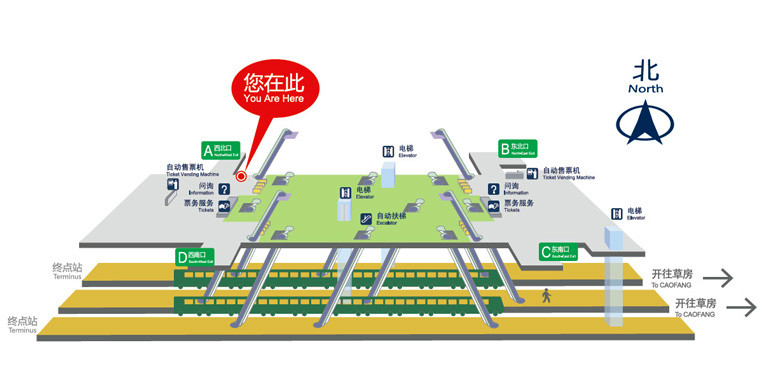 您在此
You Are Here
北
North
A 西北口
NorthWest Exit
B 东北口
NorthEast Exit
电梯
Elevator
自动售票机
Ticket Vending Machine
自动售票机
Ticket Vending Machine
问询
Information
票务服务
Tickets
电梯
Elevator
自动扶梯
Escalator
问询
Information
票务服务
Tickets
电梯
Elevator
D 西南口
SouthWest Exit
C 东南口
SouthEast Exit
终点站
Terminus
开往草房
To CAOFANG
开往草房
To CAOFANG
终点站
Terminus